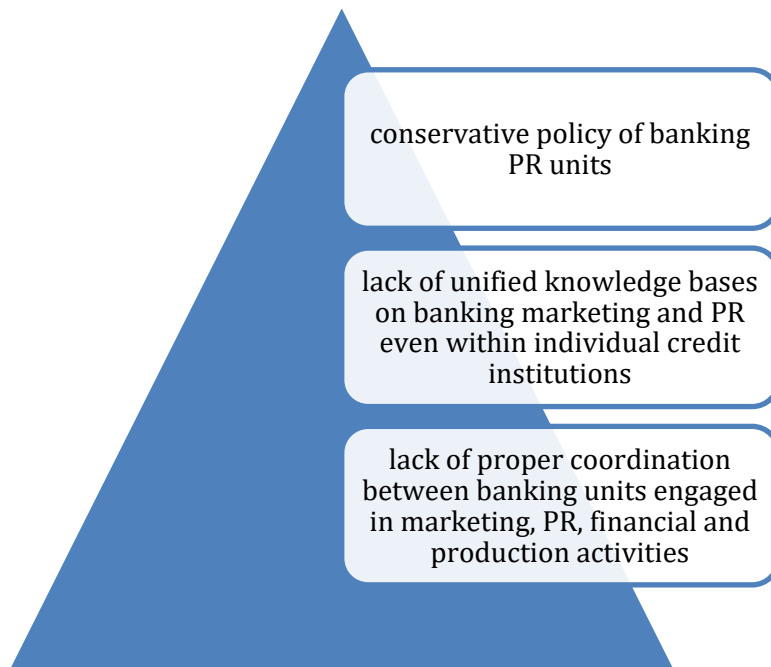 conservative policy of banking
PR units
lack of unified knowledge bases
on banking marketing and PR
even within individual credit
institutions
lack of proper coordination
between banking units engaged
in marketing, PR, financial and
production activities